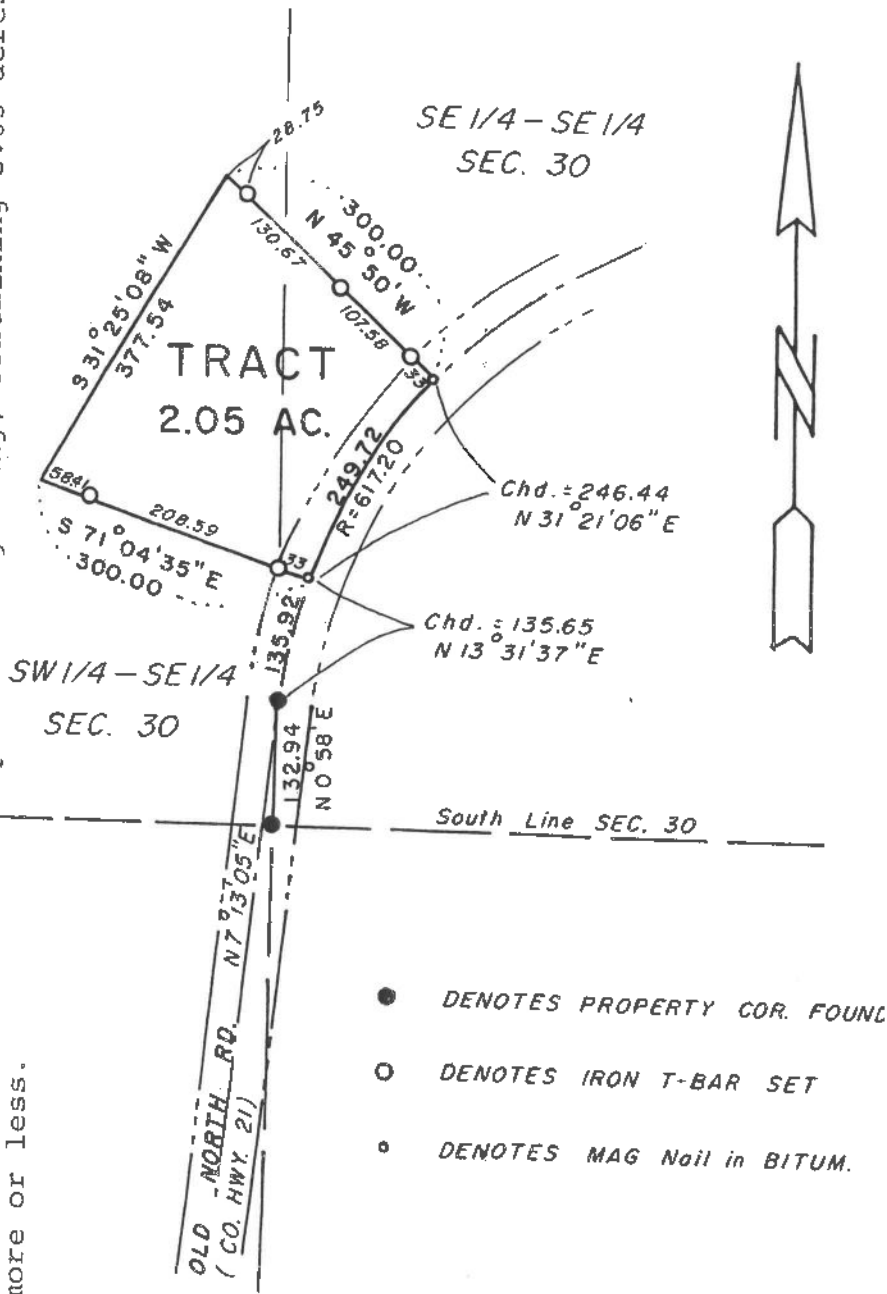 28.75
SE 1/4 - SE 1/4
SEC. 30
300.00
N 45° 50' W
130.67
107.58
33
S 31° 25' 08" W
377.54
TRACT
2.05 AC.
249.72
R=617.20
Chd. = 246.44
N 31° 21' 06" E
58.41
208.59
33
S 71° 04' 35" E
300.00
Chd. = 135.65
N 13° 31' 37" E
135.92
SW 1/4 - SE 1/4
SEC. 30
132.94
N 0° 58' E
South Line SEC. 30
N 7° 13' 05" E
OLD NORTH RD.
( CO. HWY. 21)
N
DENOTES PROPERTY COR. FOUND
DENOTES IRON T-BAR SET
DENOTES MAG Nail in BITUM.
more or less.